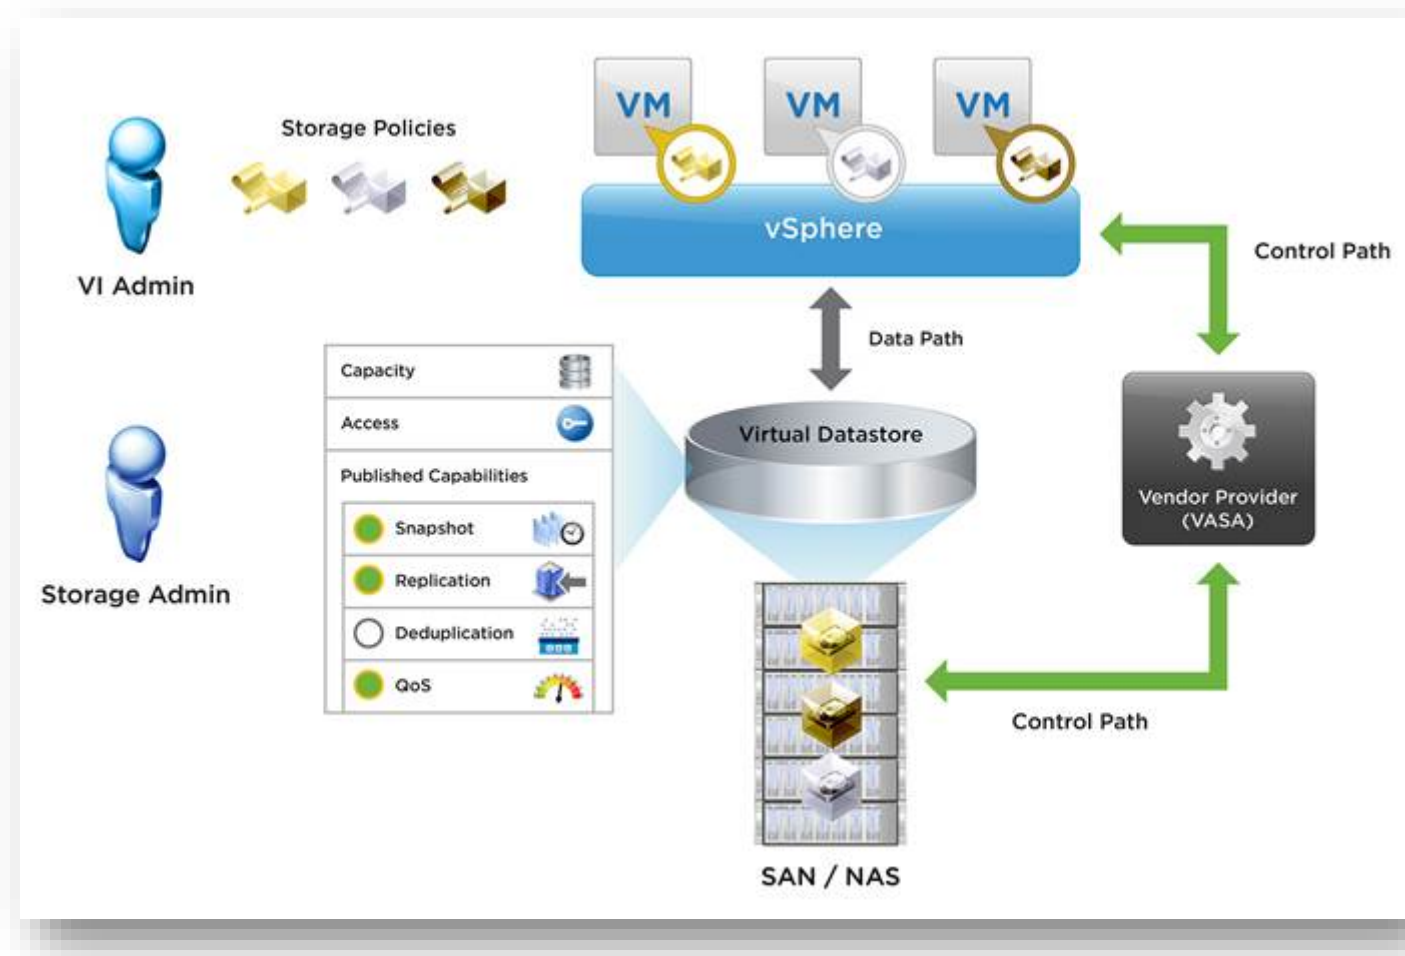 VM
VM
VM
Storage Policies
vSphere
VI Admin
Control Path
Data Path
Capacity
Access
Published Capabilities
Snapshot
Replication
Deduplication
QoS
Virtual Datastore
Vendor Provider
(VASA)
Storage Admin
Control Path
SAN / NAS